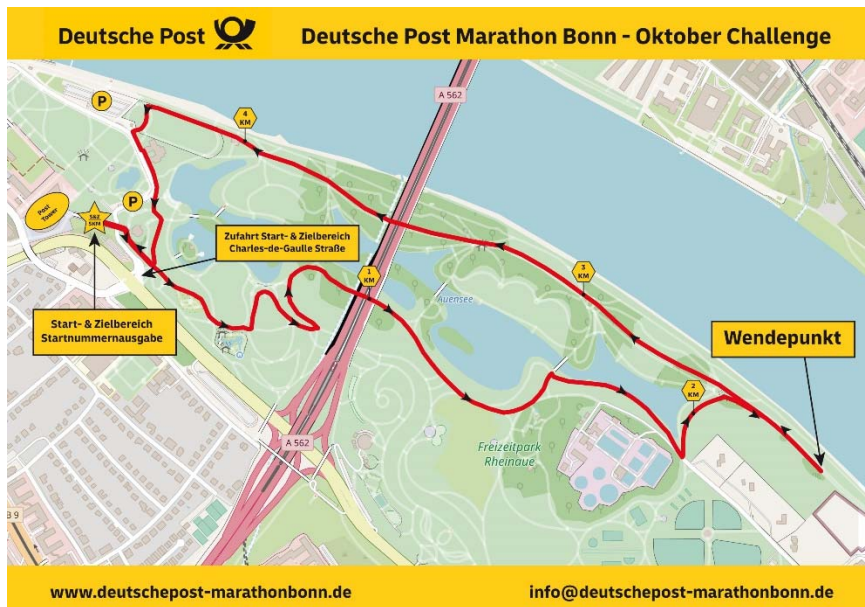 Deutsche Post
Deutsche Post Marathon Bonn - Oktober Challenge
A 562
P
4
KM
P
Post
Tower
5&2
5KM
Zufahrt Start- & Zielbereich
Charles-de-Gaulle Straße
1
KM
3
KM
Auensee
Start- & Zielbereich
Startnummernausgabe
Wendepunkt
2
KM
A 562
Freizeitpark
Rheinaue
B 9
www.deutschepost-marathonbonn.de
info@deutschepost-marathonbonn.de